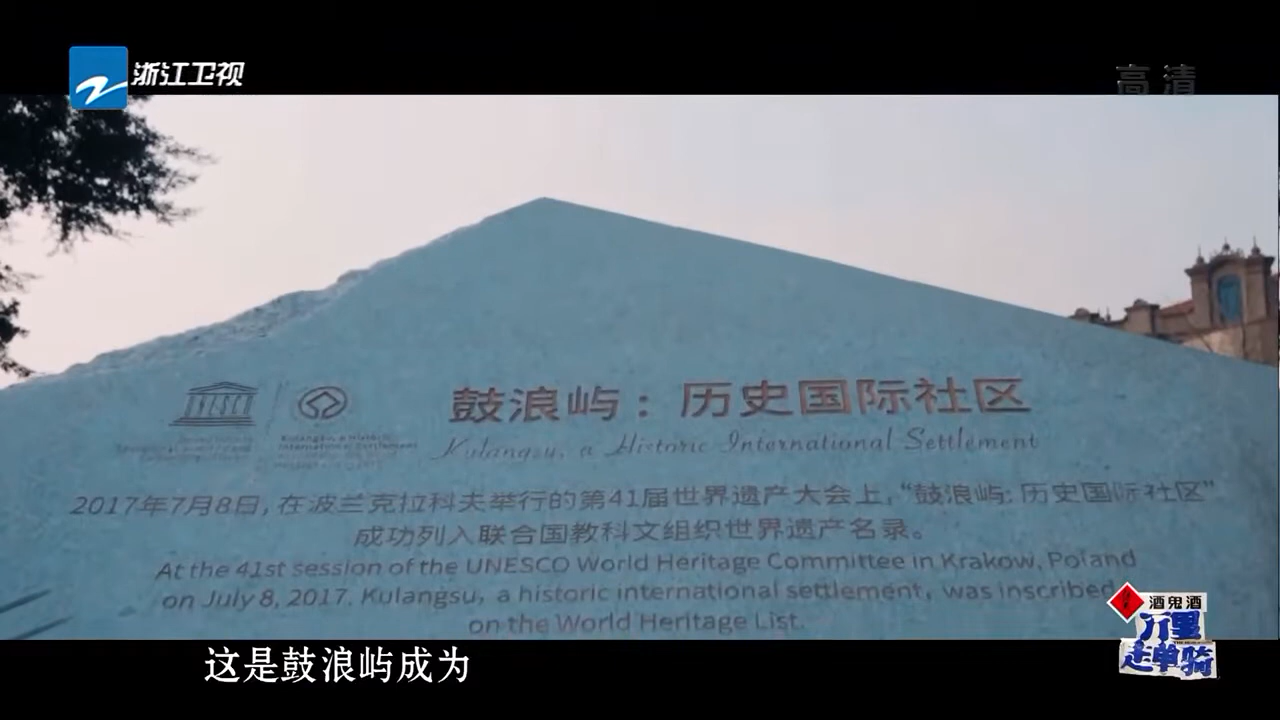 浙江卫视
高清
UNESCO
鼓浪屿：历史国际社区
Kulangsu, a Historic International Settlement
2017年7月8日，在波兰克拉科夫举行的第41届世界遗产大会上，“鼓浪屿：历史国际社区”
成功列入联合国教科文组织世界遗产名录。
At the 41st session of the UNESCO World Heritage Committee in Krakow, Poland
on July 8, 2017. Kulangsu, a historic international settlement, was inscribed
on the World Heritage List.
酒鬼酒
万里
走单骑
这是鼓浪屿成为